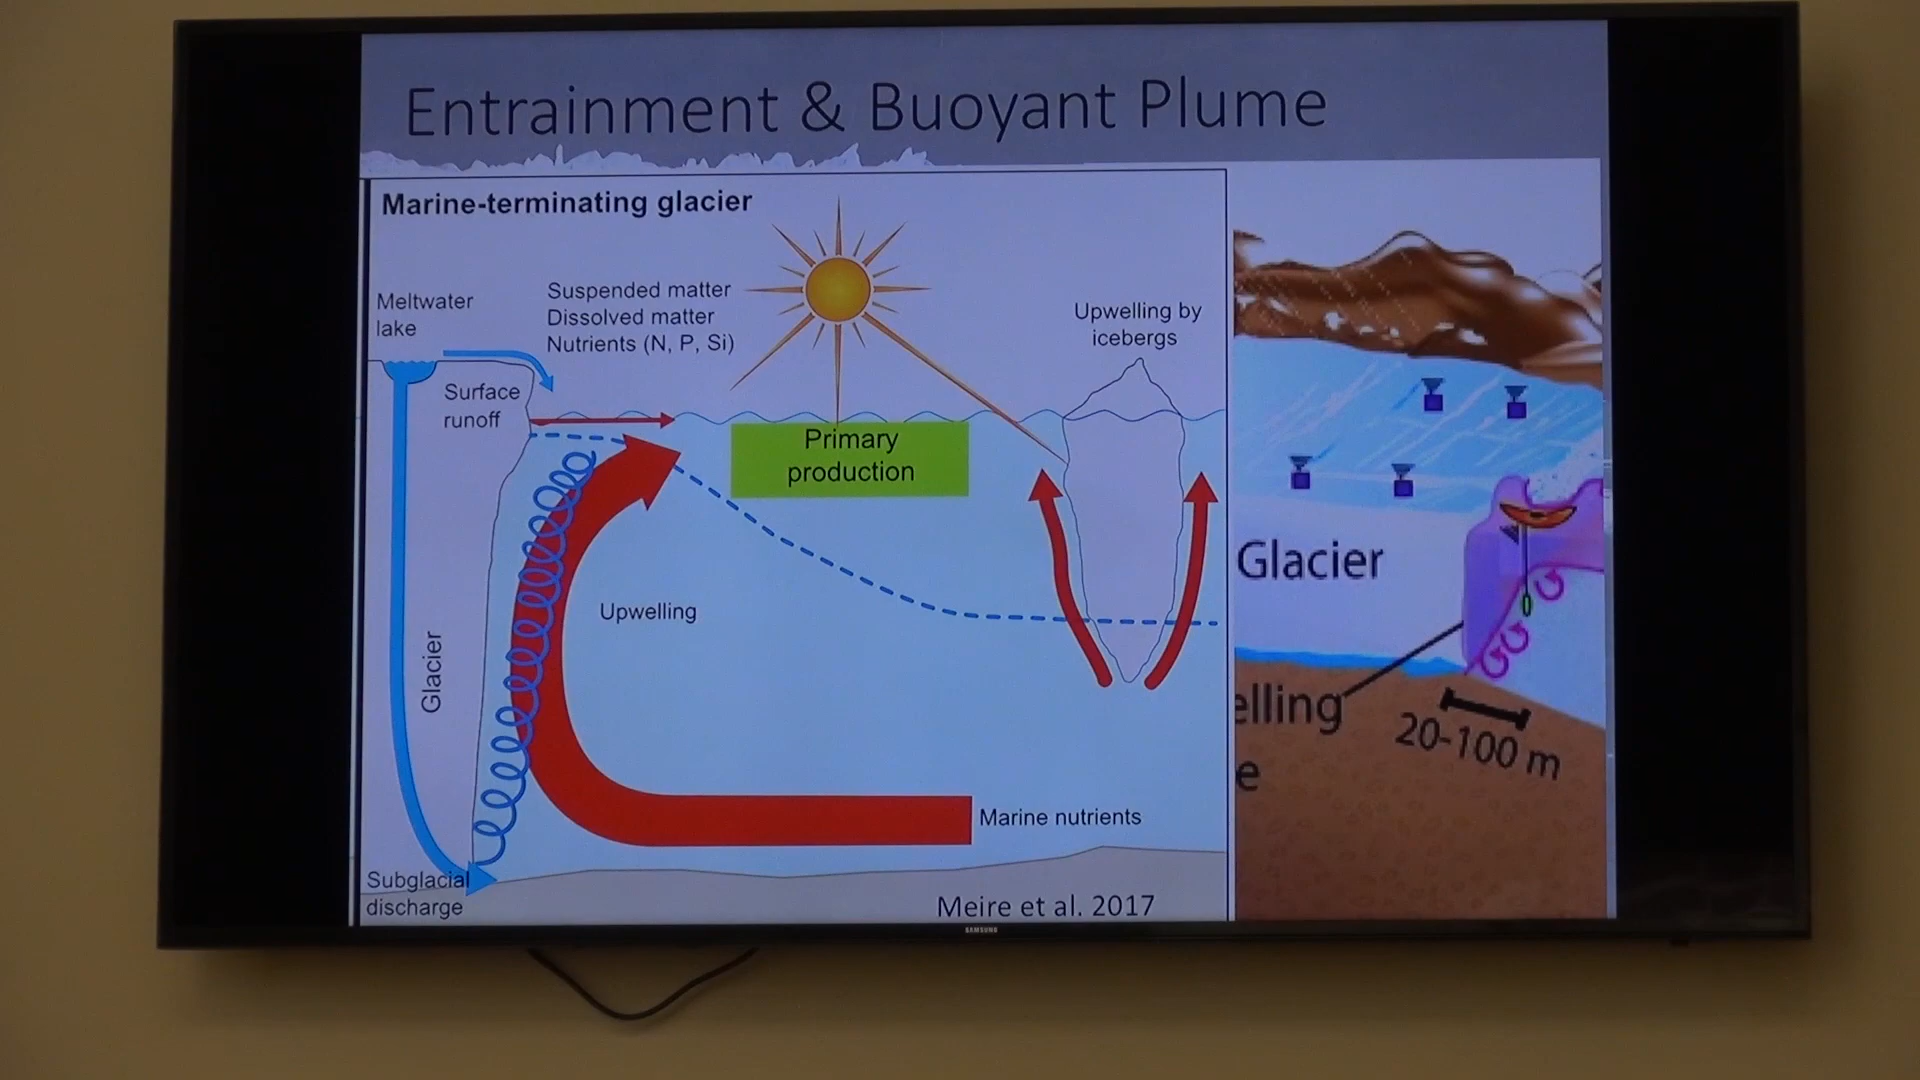 Entrainment & Buoyant Plume
Marine-terminating glacier
Meltwater
lake
Suspended matter
Dissolved matter
Nutrients (N, P, Si)
Upwelling by
icebergs
Surface
runoff
Primary
production
Upwelling
Glacier
Marine nutrients
Subglacial
discharge
Meire et al. 2017
Glacier
elling
20-100 m
e
SAMSUNG